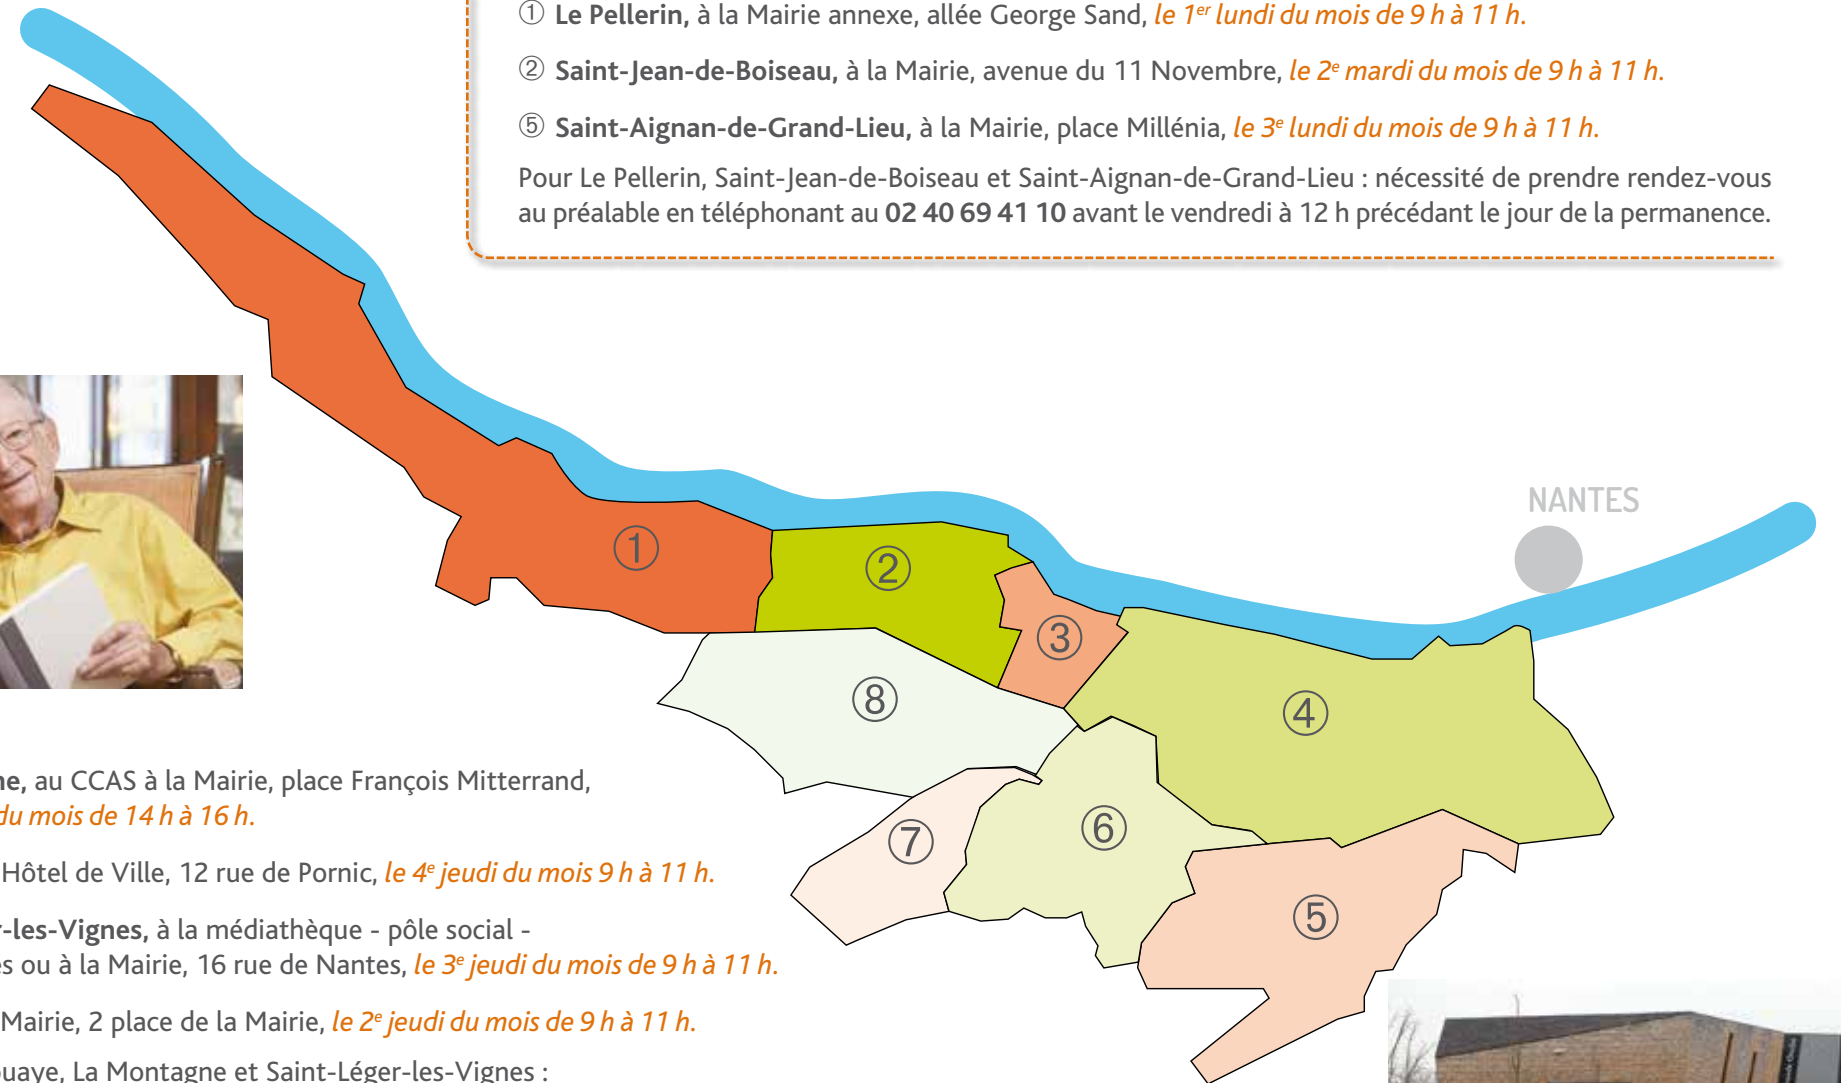 ① Le Pellerin, à la Mairie annexe, allée George Sand, le 1er lundi du mois de 9 h à 11 h.
② Saint-Jean-de-Boiseau, à la Mairie, avenue du 11 Novembre, le 2e mardi du mois de 9 h à 11 h.
⑤ Saint-Aignan-de-Grand-Lieu, à la Mairie, place Millénia, le 3e lundi du mois de 9 h à 11 h.
Pour Le Pellerin, Saint-Jean-de-Boiseau et Saint-Aignan-de-Grand-Lieu : nécessité de prendre rendez-vous
au préalable en téléphonant au 02 40 69 41 10 avant le vendredi à 12 h précédant le jour de la permanence.
NANTES
①
②
③
④
⑧
⑦
⑥
⑤
ne, au CCAS à la Mairie, place François Mitterrand,
du mois de 14 h à 16 h.
Hôtel de Ville, 12 rue de Pornic, le 4e jeudi du mois 9 h à 11 h.
r-les-Vignes, à la médiathèque - pôle social -
es ou à la Mairie, 16 rue de Nantes, le 3e jeudi du mois de 9 h à 11 h.
Mairie, 2 place de la Mairie, le 2e jeudi du mois de 9 h à 11 h.
ouaye, La Montagne et Saint-Léger-les-Vignes :